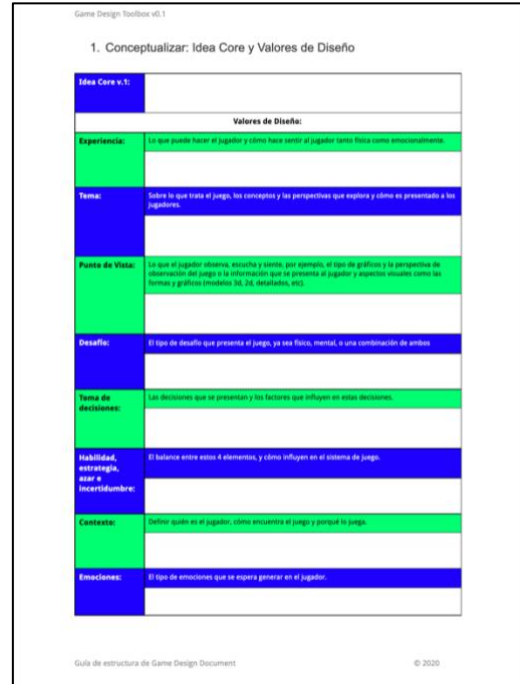 Game Design Toolbox v0.1
1. Conceptualizar: Idea Core y Valores de Diseño
Idea Core v.1:
Valores de Diseño:
Experiencia:
Lo que puede hacer el jugador y cómo hace sentir al jugador tanto física como emocionalmente.
Tema:
Sobre lo que trata el juego, los conceptos y las perspectivas que explora y cómo es presentado a los
jugadores.
Punto de Vista:
Lo que el jugador observa, escucha y siente, por ejemplo, el tipo de gráficos y la perspectiva de
observación del juego o la información que se presenta al jugador y aspectos visuales como las
formas y gráficos (modelos 3d, 2d, detallados, etc).
Desafío:
El tipo de desafío que presenta el juego, ya sea físico, mental, o una combinación de ambos
Toma de
decisiones:
Las decisiones que se presentan y los factores que influyen en estas decisiones.
Habilidad,
estrategia,
azar e
incertidumbre:
El balance entre estos 4 elementos, y cómo influyen en el sistema de juego.
Contexto:
Definir quién es el jugador, cómo encuentra el juego y porqué lo juega.
Emociones:
El tipo de emociones que se espera generar en el jugador.
Guía de estructura de Game Design Document
© 2020